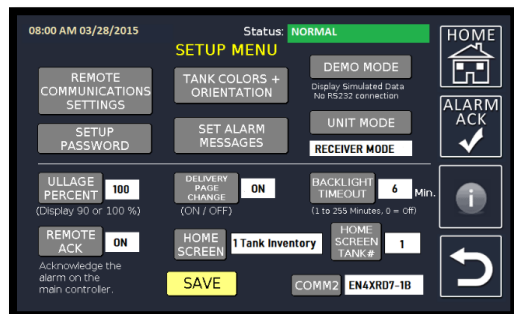 08:00 AM 03/28/2015
Status: NORMAL
HOME
SETUP MENU
REMOTE
COMMUNICATIONS
SETTINGS
TANK COLORS +
ORIENTATION
DEMO MODE
Display Simulated Data
No RS232 connection
ALARM
ACK
SETUP
PASSWORD
SET ALARM
MESSAGES
UNIT MODE
RECEIVER MODE
ULLAGE
PERCENT 100
(Display 90 or 100 %)
DELIVERY
PAGE
CHANGE ON
(ON / OFF)
BACKLIGHT
TIMEOUT 6 Min.
(1 to 255 Minutes, 0 = Off)
i
REMOTE
ACK ON
Acknowledge the
alarm on the
main controller.
HOME
SCREEN 1 Tank Inventory
HOME
SCREEN
TANK# 1
SAVE
COMM2 EN4XRD7-1B